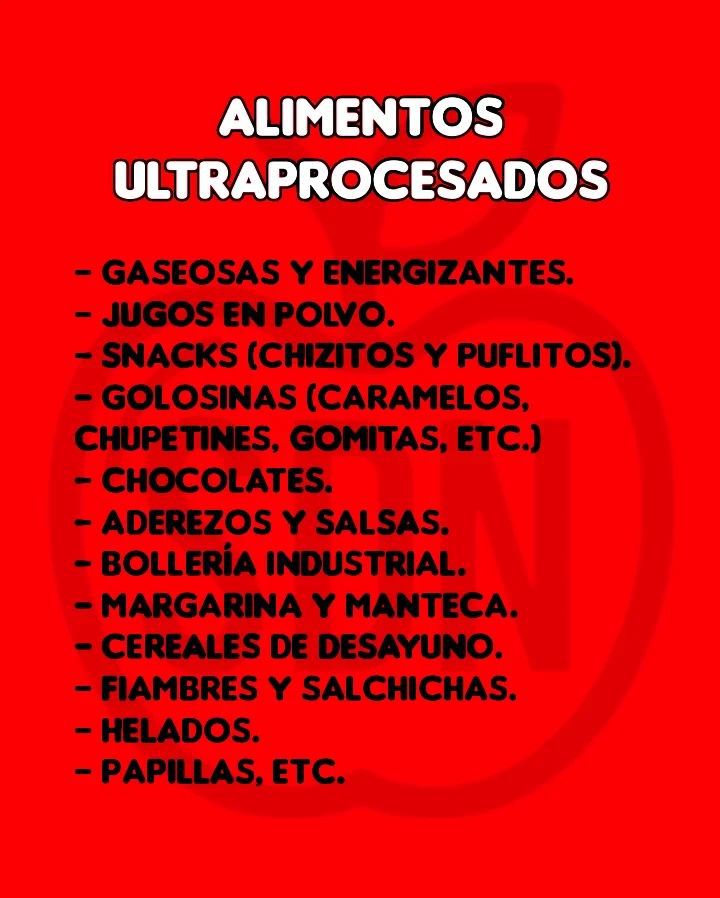 ALIMENTOS
ULTRAPROCESADOS
- GASEOSAS Y ENERGIZANTES.
- JUGOS EN POLVO.
- SNACKS (CHIZITOS Y PUFLITOS).
- GOLOSINAS (CARAMELOS,
CHUPETINES, GOMITAS, ETC.)
- CHOCOLATES.
- ADEREZOS Y SALSAS.
- BOLLERÍA INDUSTRIAL.
- MARGARINA Y MANTECA.
- CEREALES DE DESAYUNO.
- FIAMBRES Y SALCHICHAS.
- HELADOS.
- PAPILLAS, ETC.